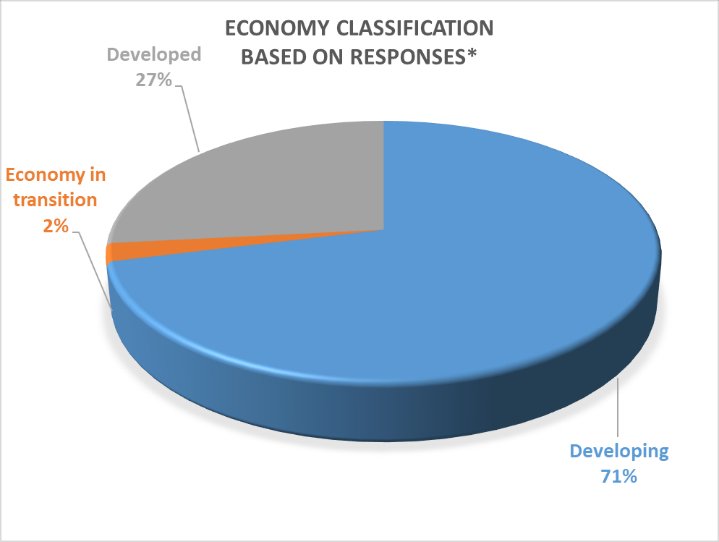 ECONOMY CLASSIFICATION
BASED ON RESPONSES*
Developed
27%
Economy in
transition
2%
Developing
71%